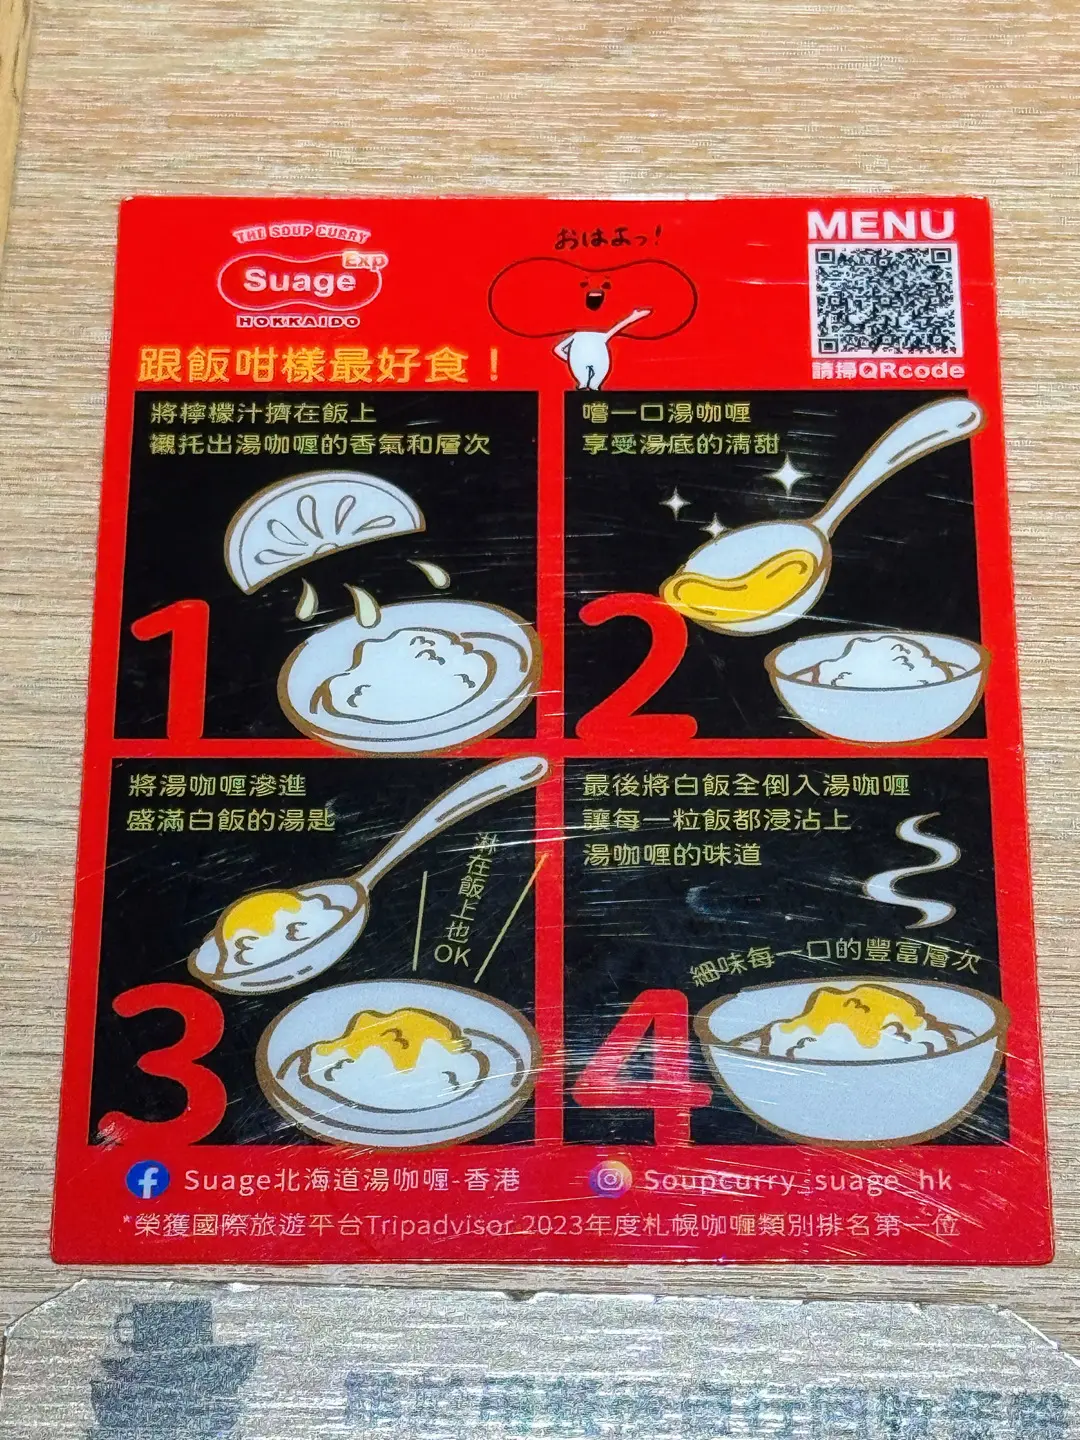 THE SOUP CURRY
Suage Exp
HOKKAIDO
おはよっ!
MENU
請掃QRcode
跟飯咁樣最好食！
將檸檬汁擠在飯上
襯托出湯咖喱的香氣和層次
1
嚐一口湯咖喱
享受湯底的清甜
2
將湯咖喱滲進
盛滿白飯的湯匙
淋在飯上也OK
3
最後將白飯全倒入湯咖喱
讓每一粒飯都浸沾上
湯咖喱的味道
細味每一口的豐富層次
4
Suage北海道湯咖喱-香港
Soupcurry_suage_hk
*榮獲國際旅遊平台Tripadvisor 2023年度札幌咖喱類別排名第一位